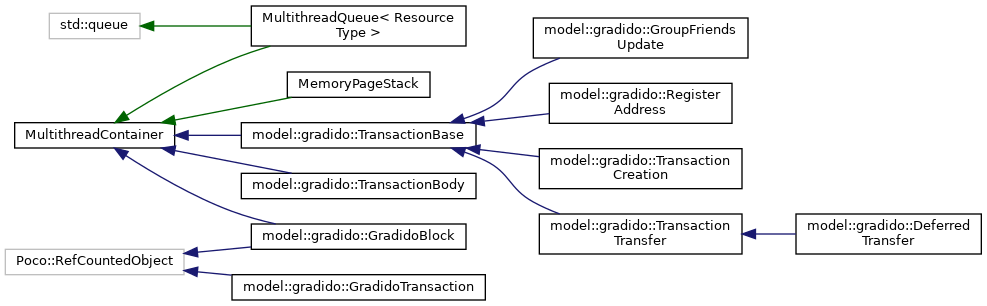 std::queue
MultithreadQueue< Resource
Type >
model::gradido::GroupFriends
Update
MemoryPageStack
model::gradido::Register
Address
MultithreadContainer
model::gradido::TransactionBase
model::gradido::Transaction
Creation
model::gradido::TransactionBody
model::gradido::GradidoBlock
model::gradido::Transaction
Transfer
model::gradido::Deferred
Transfer
Poco::RefCountedObject
model::gradido::GradidoTransaction